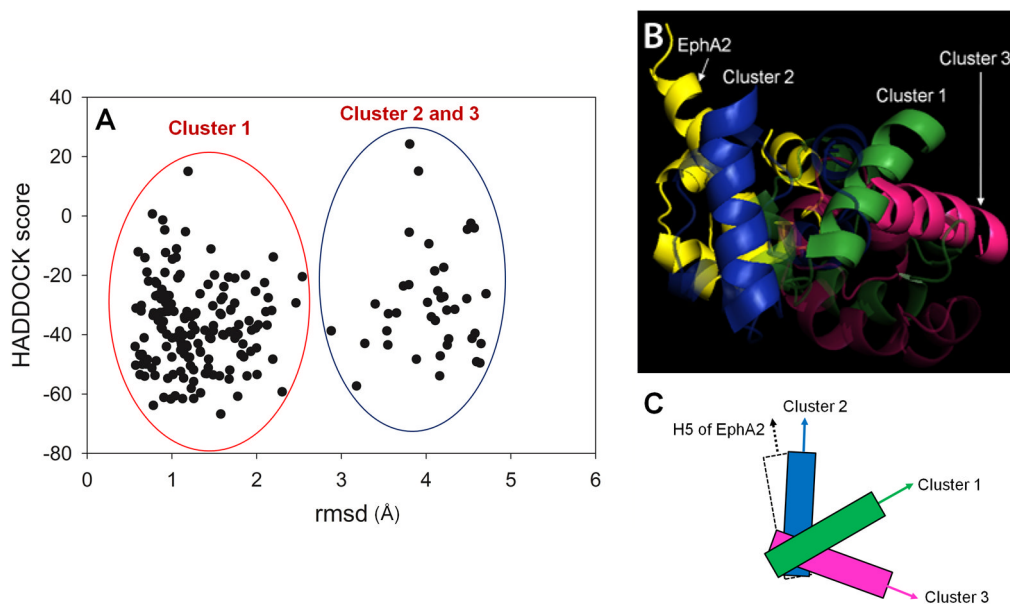 A
Cluster 1
Cluster 2 and 3
HADDOCK score
40
20
0
-20
-40
-60
-80
0 1 2 3 4 5 6
rmsd (Å)
B
EphA2
Cluster 2
Cluster 1
Cluster 3
C
Cluster 2
H5 of EphA2
Cluster 1
Cluster 3